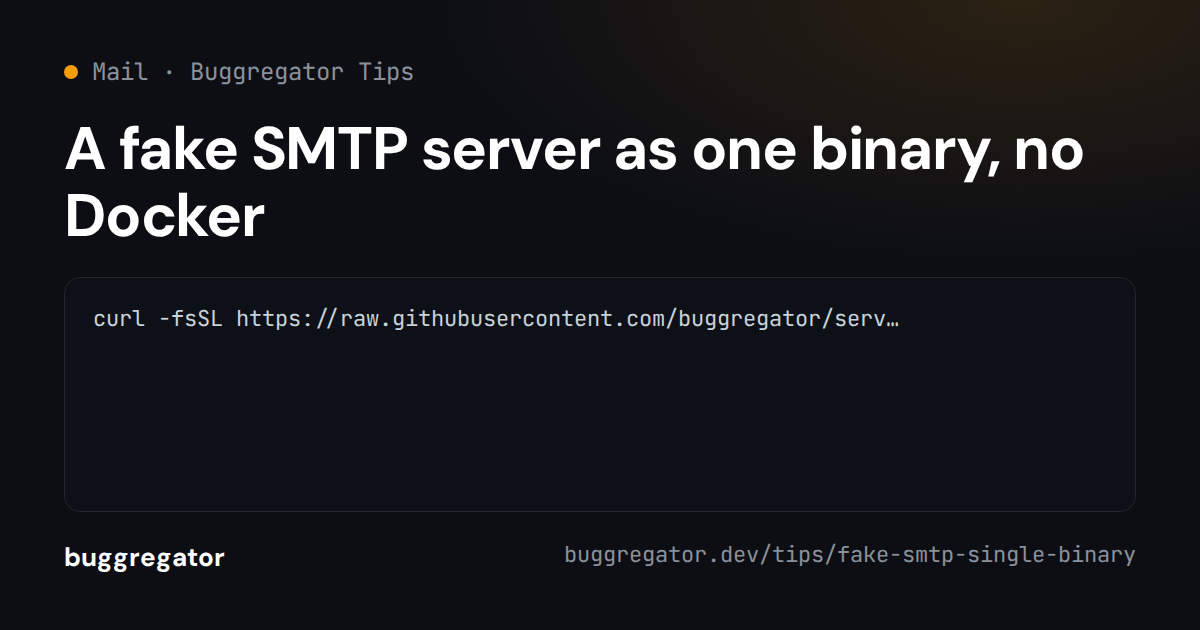 Mail · Buggregator Tips
A fake SMTP server as one binary, no
Docker
curl -fsSL https://raw.githubusercontent.com/buggregator/serv…
buggregator
buggregator.dev/tips/fake-smtp-single-binary